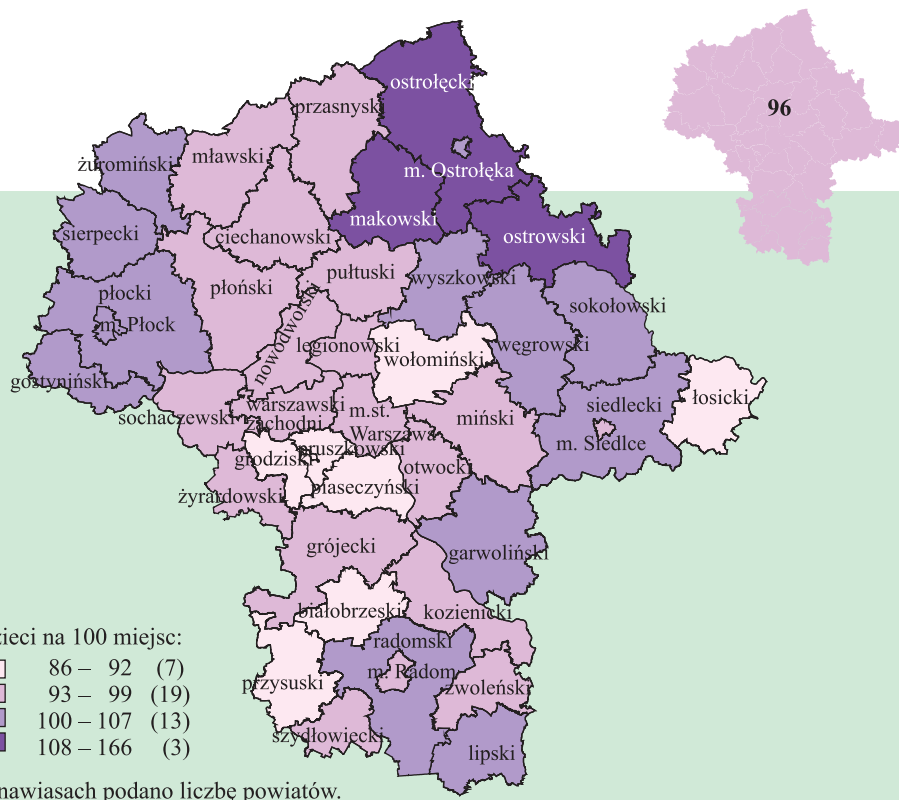 ostrołęcki
96
przasnyski
mławski
żuromiński
m. Ostrołęka
makowski
sierpecki
ciechanowski
ostrowski
pułtuski
wyszkowski
płocki
płoński
sokołowski
m. Płock
nowodworski
legionowski
węgrowski
wołomiński
gostyniński
łosicki
sochaczewski
warszawski
zachodni
m.st.
Warszawa
miński
siedlecki
m. Siedlce
pruszkowski
grodziski
otwocki
piaseczyński
żyrardowski
grójecki
garwoliński
białobrzeski
kozienicki
radomski
m. Radom
przysuski
zwoleński
szydłowiecki
lipski
zieci na 100 miejsc:
86 – 92 (7)
93 – 99 (19)
100 – 107 (13)
108 – 166 (3)
nawiasach podano liczbę powiatów.